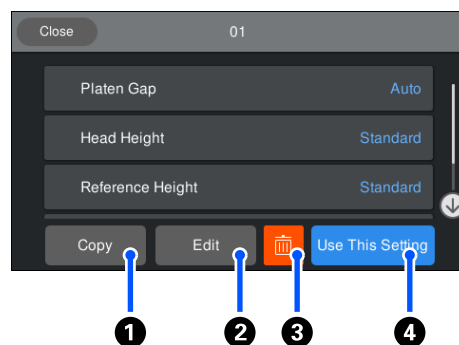 Close 01
Platen Gap Auto
Head Height Standard
Reference Height Standard
Copy Edit Use This Setting
1 2 3 4